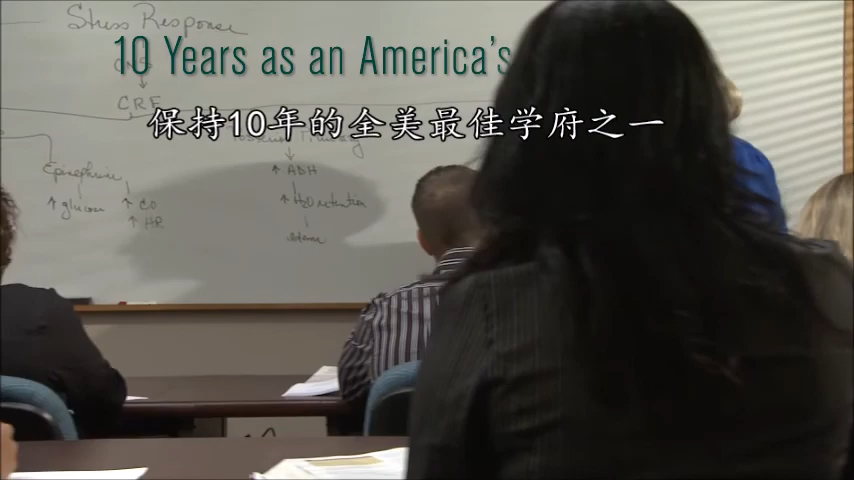 Stress Response
10 Years as an America's
CRF
保持10年的全美最佳学府之一
Epinephrine
↑ ADH
↑ glucose
↑ CO
↑ H2O retention
↑ HR
edema